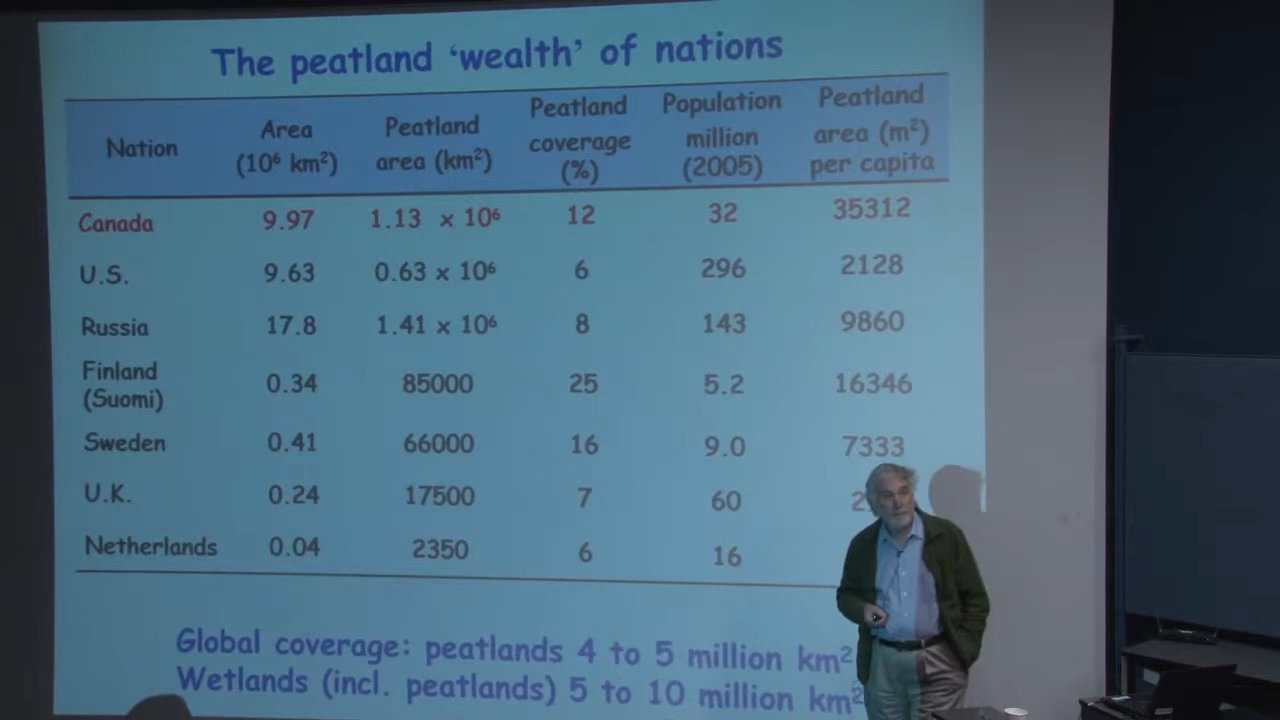 The peatland ‘wealth’ of nations
Nation Area (10⁶ km²) Peatland area (km²) Peatland coverage (%) Population million (2005) Peatland area (m²) per capita
Canada 9.97 1.13 x 10⁶ 12 32 35312
U.S. 9.63 0.63 x 10⁶ 6 296 2128
Russia 17.8 1.41 x 10⁶ 8 143 9860
Finland (Suomi) 0.34 85000 25 5.2 16346
Sweden 0.41 66000 16 9.0 7333
U.K. 0.24 17500 7 60
Netherlands 0.04 2350 6 16
Global coverage: peatlands 4 to 5 million km²
Wetlands (incl. peatlands) 5 to 10 million km²